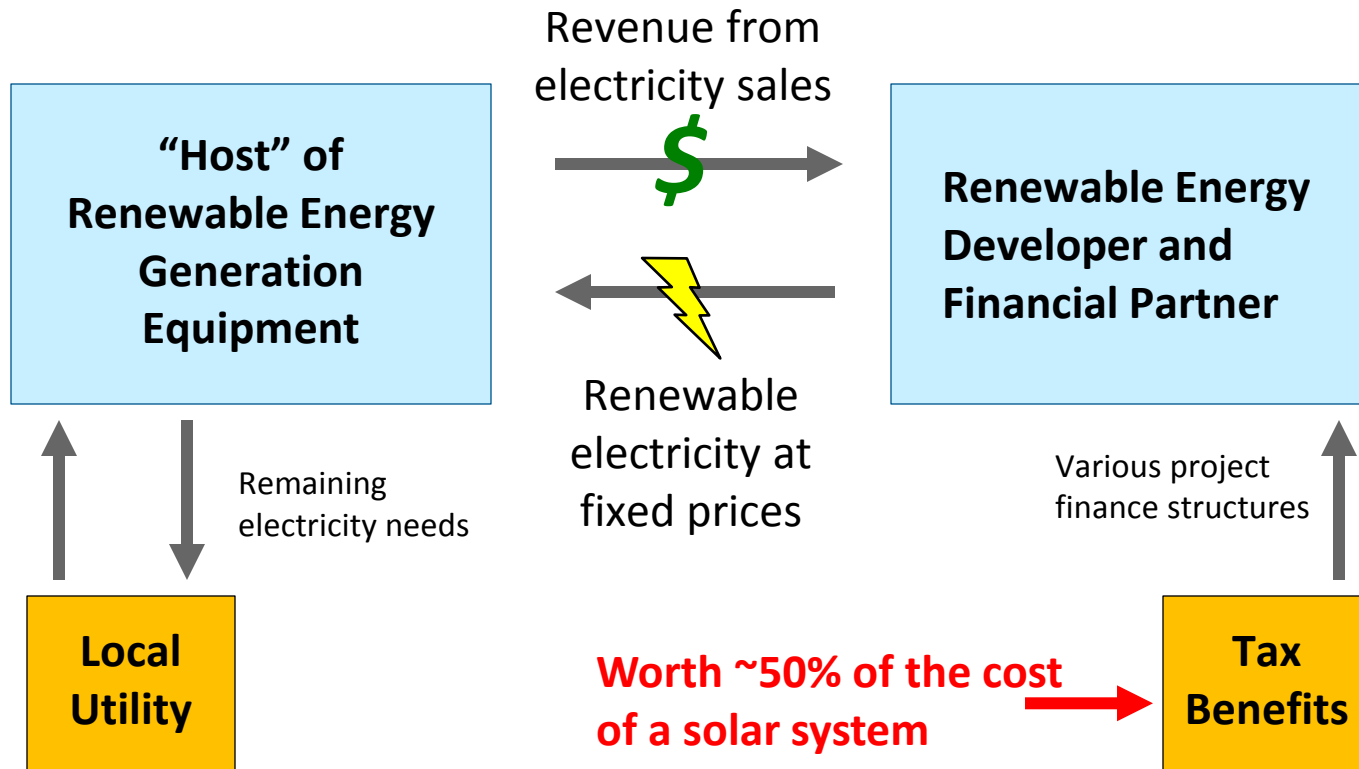 Revenue from
electricity sales
“Host” of
Renewable Energy
Generation
Equipment
$
Renewable Energy
Developer and
Financial Partner
Renewable
electricity at
fixed prices
Remaining
electricity needs
Various project
finance structures
Local
Utility
Worth ~50% of the cost
of a solar system
Tax
Benefits